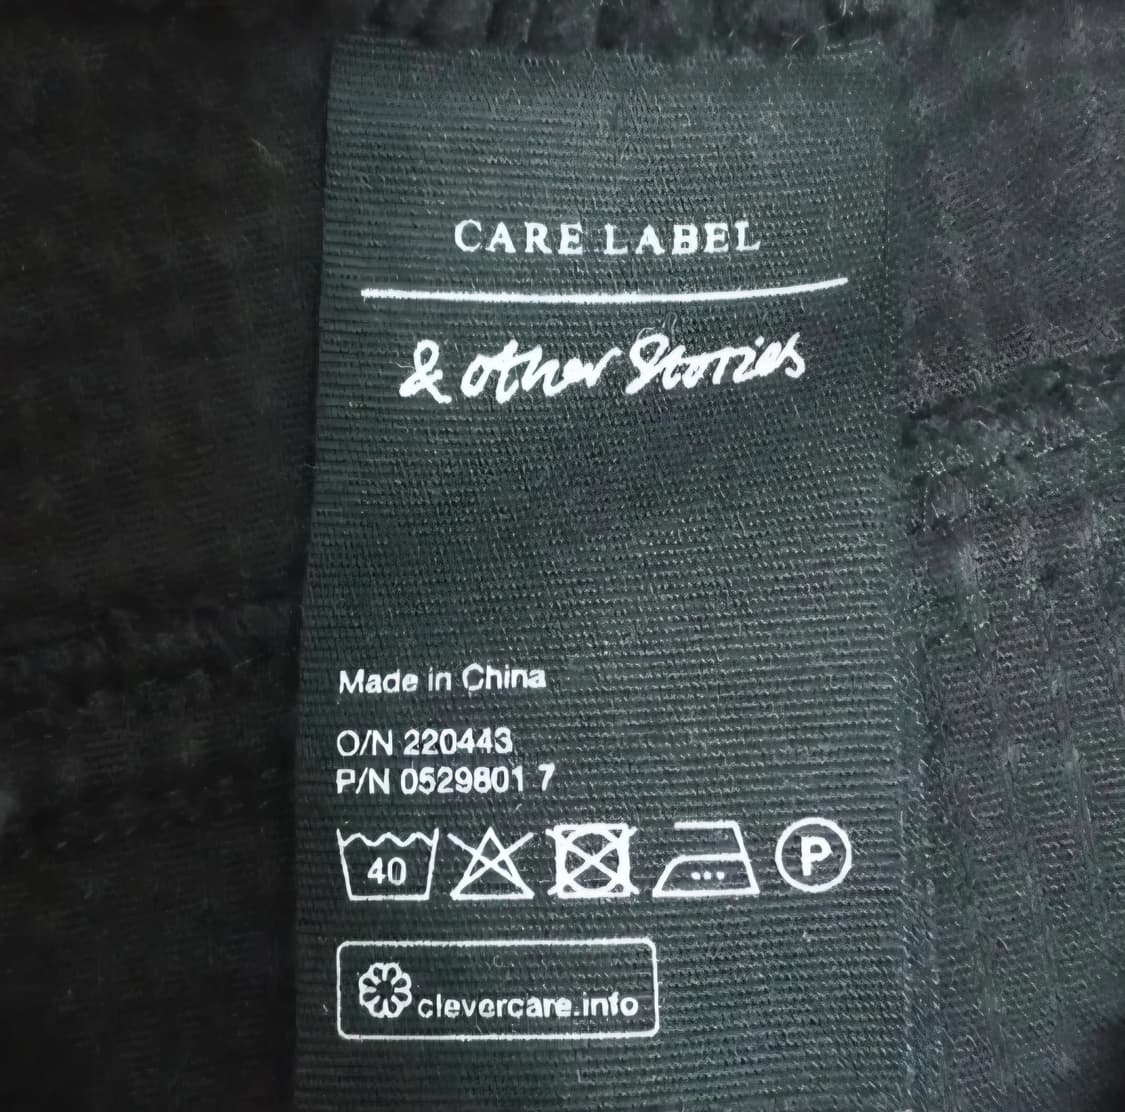 CARE LABEL
& other Stories
Made in China
O/N 220443
P/N 0529801 7
40
P
clevercare.info